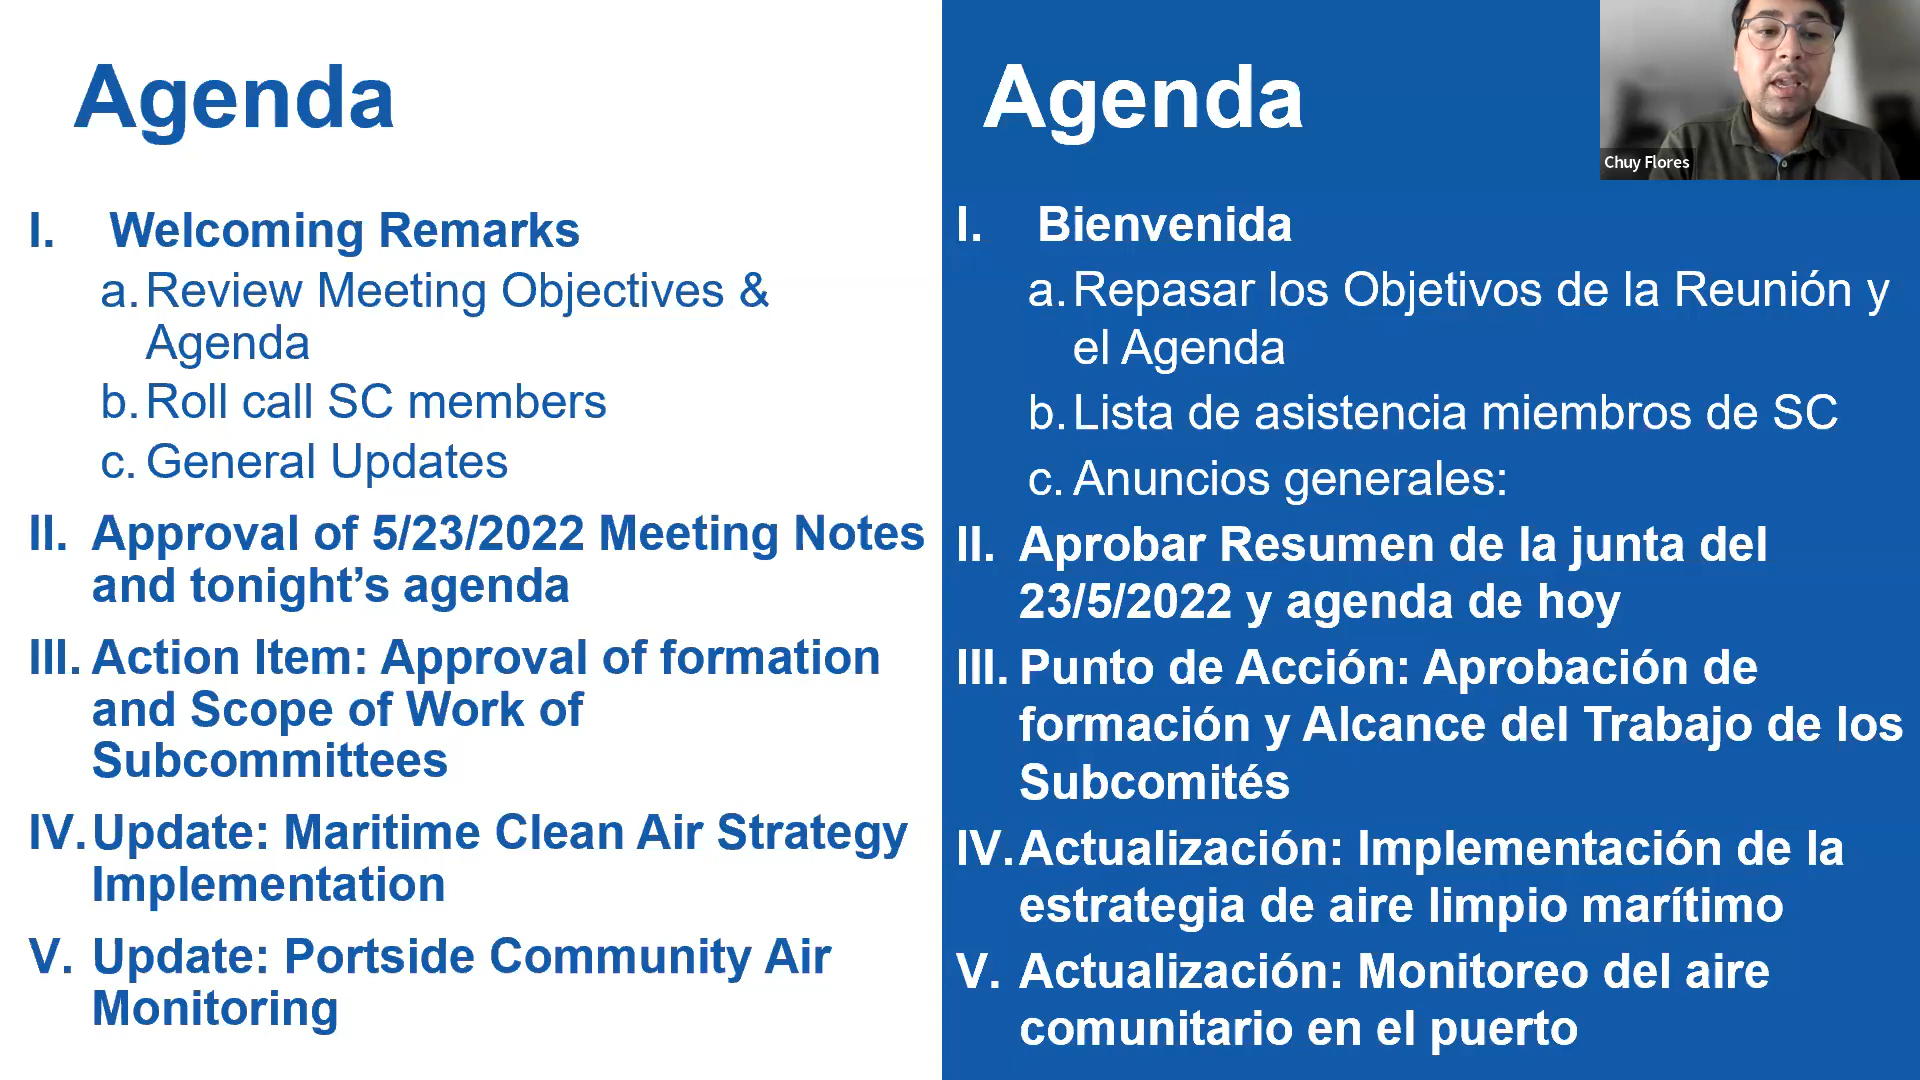 Agenda
I. Welcoming Remarks
a. Review Meeting Objectives &
Agenda
b. Roll call SC members
c. General Updates
II. Approval of 5/23/2022 Meeting Notes
and tonight’s agenda
III. Action Item: Approval of formation
and Scope of Work of
Subcommittees
IV. Update: Maritime Clean Air Strategy
Implementation
V. Update: Portside Community Air
Monitoring
Agenda
I. Bienvenida
a. Repasar los Objetivos de la Reunión y
el Agenda
b. Lista de asistencia miembros de SC
c. Anuncios generales:
II. Aprobar Resumen de la junta del
23/5/2022 y agenda de hoy
III. Punto de Acción: Aprobación de
formación y Alcance del Trabajo de los
Subcomités
IV. Actualización: Implementación de la
estrategia de aire limpio marítimo
V. Actualización: Monitoreo del aire
comunitario en el puerto
Chuy Flores